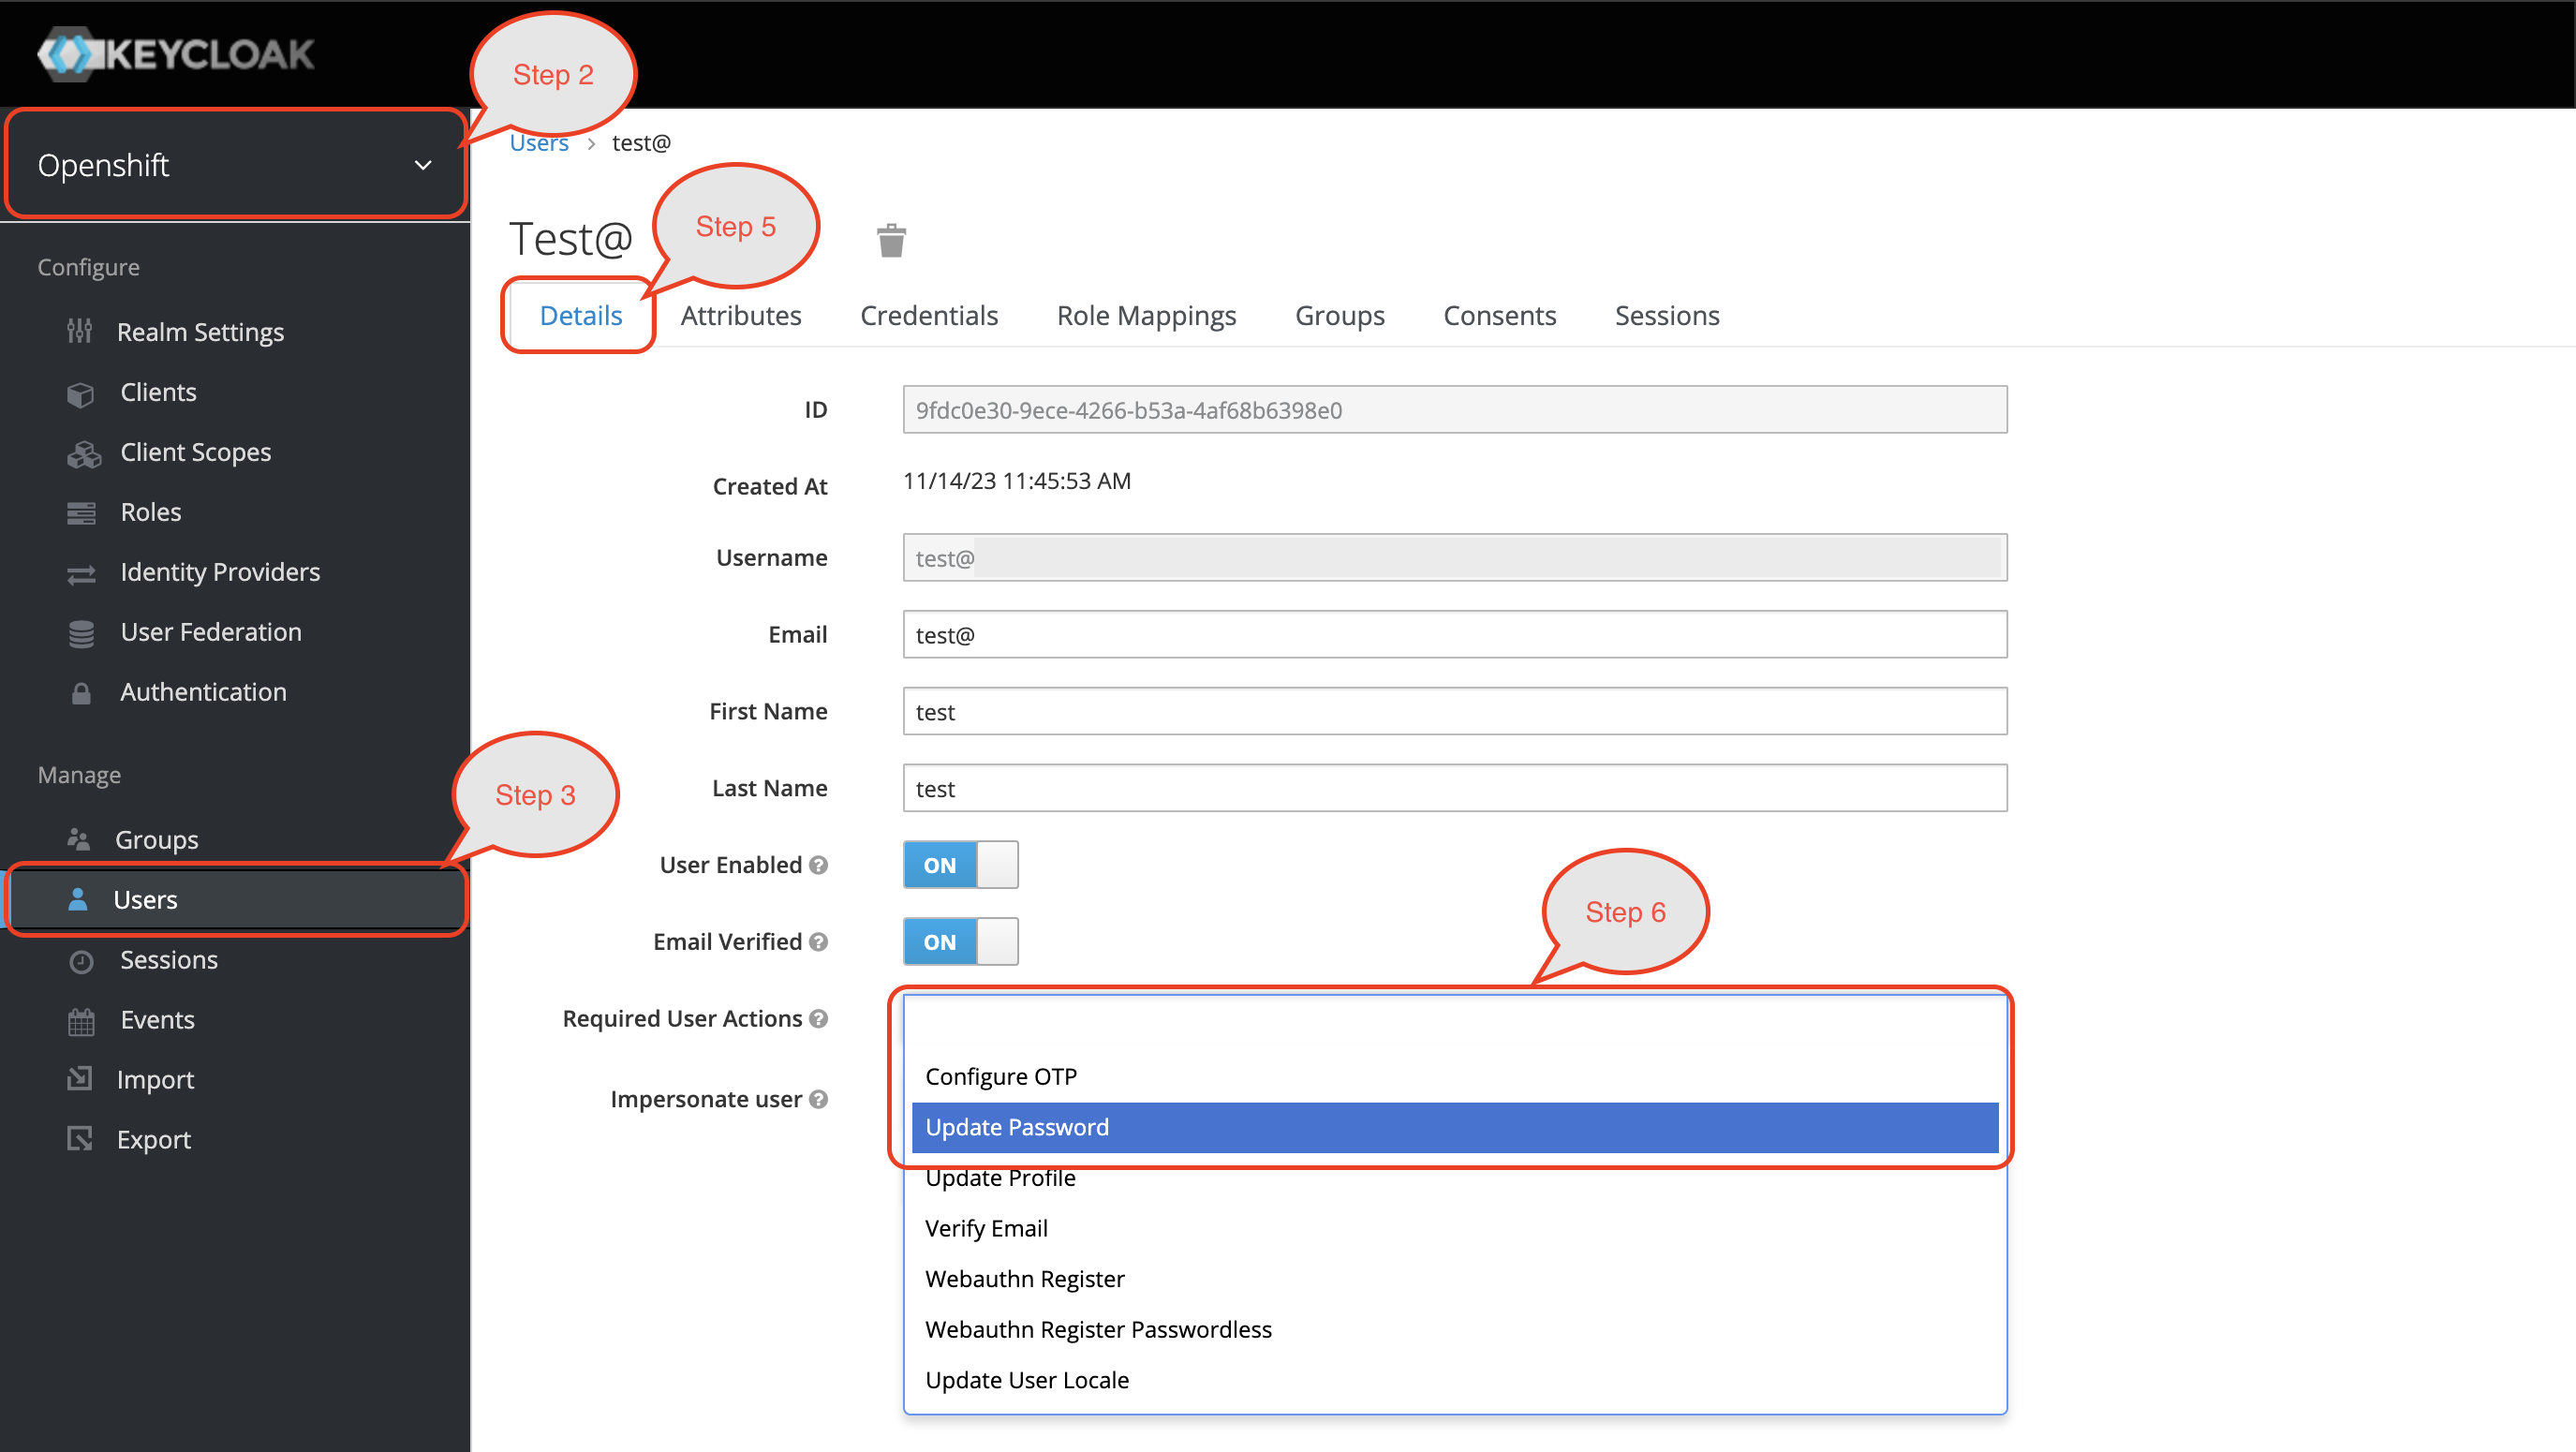 KEYCLOAK
Step 2
Openshift
Users > test@
Test@
Step 5
Details Attributes Credentials Role Mappings Groups Consents Sessions
Configure
Realm Settings
Clients
Client Scopes
Roles
Identity Providers
User Federation
Authentication
Manage
Step 3
Groups
Users
Sessions
Events
Import
Export
ID 9fdc0e30-9ece-4266-b53a-4af68b6398e0
Created At 11/14/23 11:45:53 AM
Username test@
Email test@
First Name test
Last Name test
User Enabled ? ON
Email Verified ? ON
Step 6
Required User Actions ?
Impersonate user ?
Configure OTP
Update Password
Update Profile
Verify Email
Webauthn Register
Webauthn Register Passwordless
Update User Locale